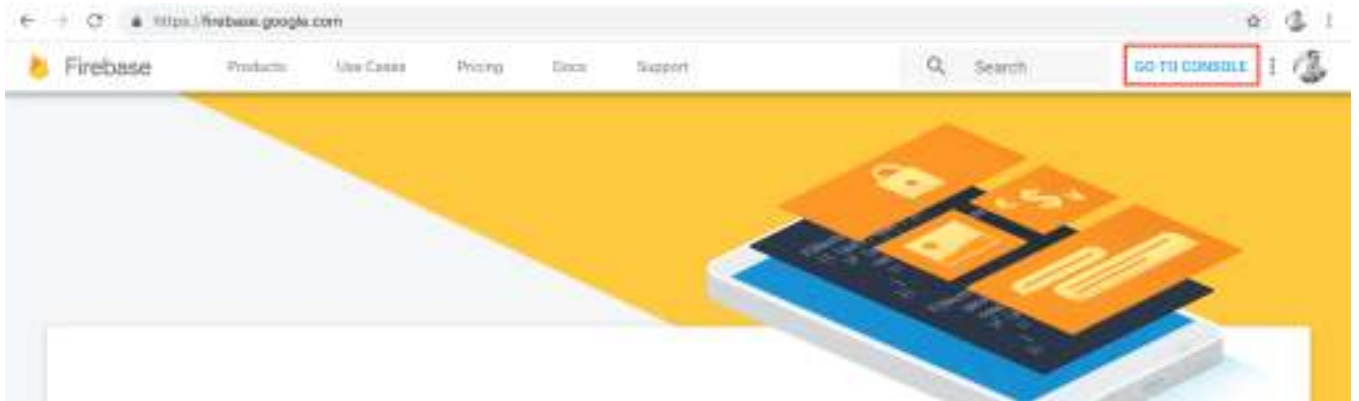 https://firebase.google.com
Firebase Products Use Cases Pricing Docs Support Search GO TO CONSOLE